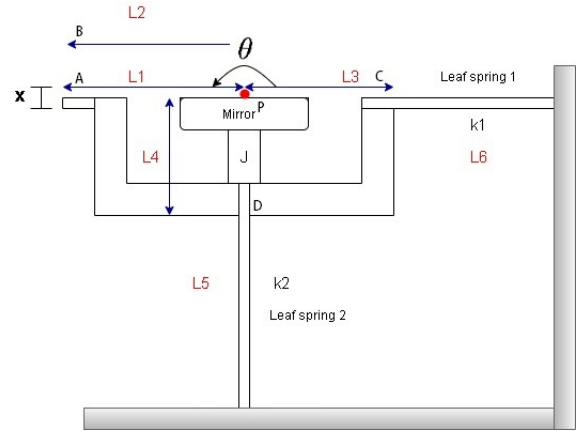 L2
B
θ
A
L1
L3
C
Leaf spring 1
x
Mirror
P
k1
L4
J
L6
D
L5
k2
Leaf spring 2